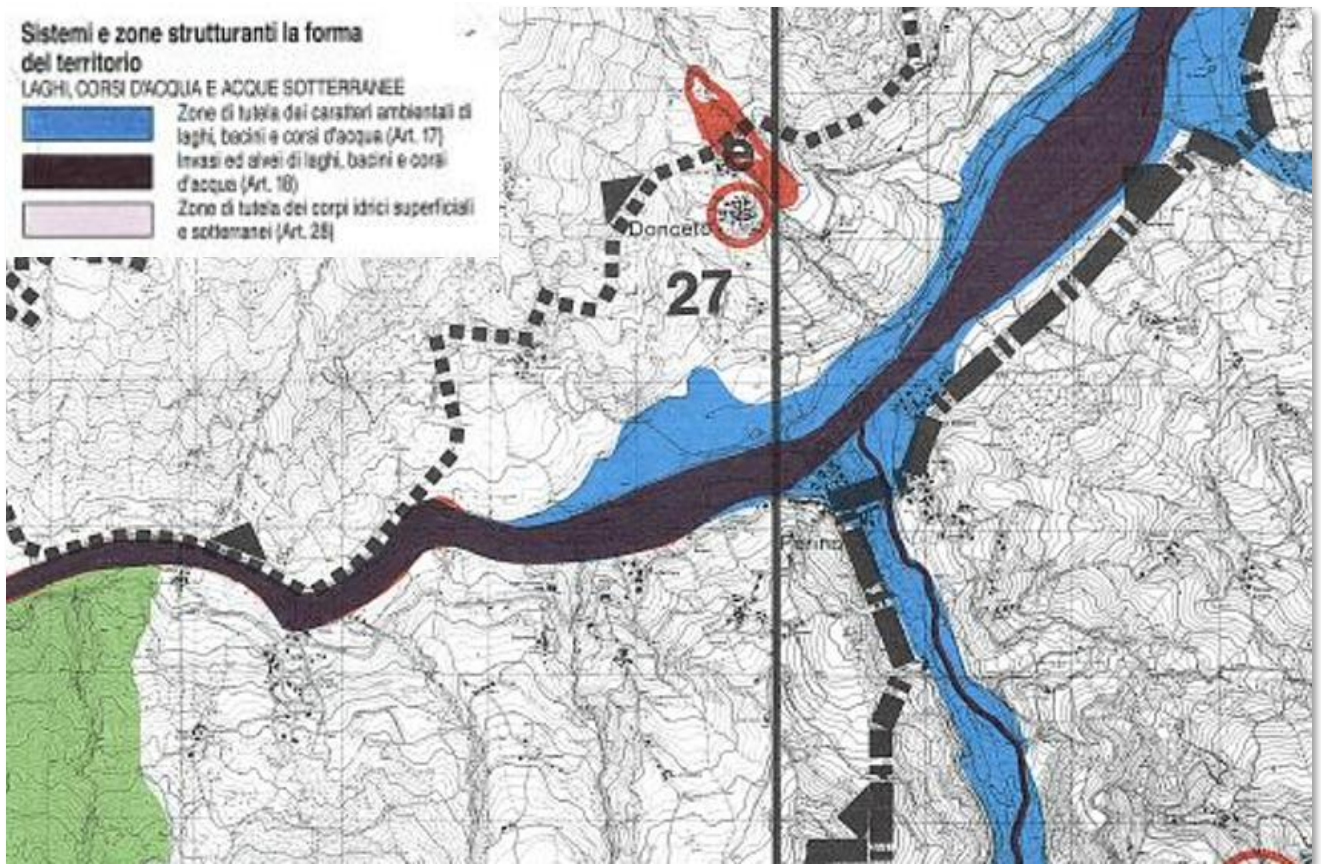 Sistemi e zone strutturanti la forma
del territorio
LAGHI, CORSI D'ACQUA E ACQUE SOTTERRANEE
Zone di tutela dei caratteri ambientali di
laghi, bacini e corsi d'acqua (Art. 17)
Invasi ed alvei di laghi, bacini e corsi
d'acqua (Art. 18)
Zone di tutela dei corpi idrici superficiali
e sotterranei (Art. 28)
e
Donceto
27
Perino